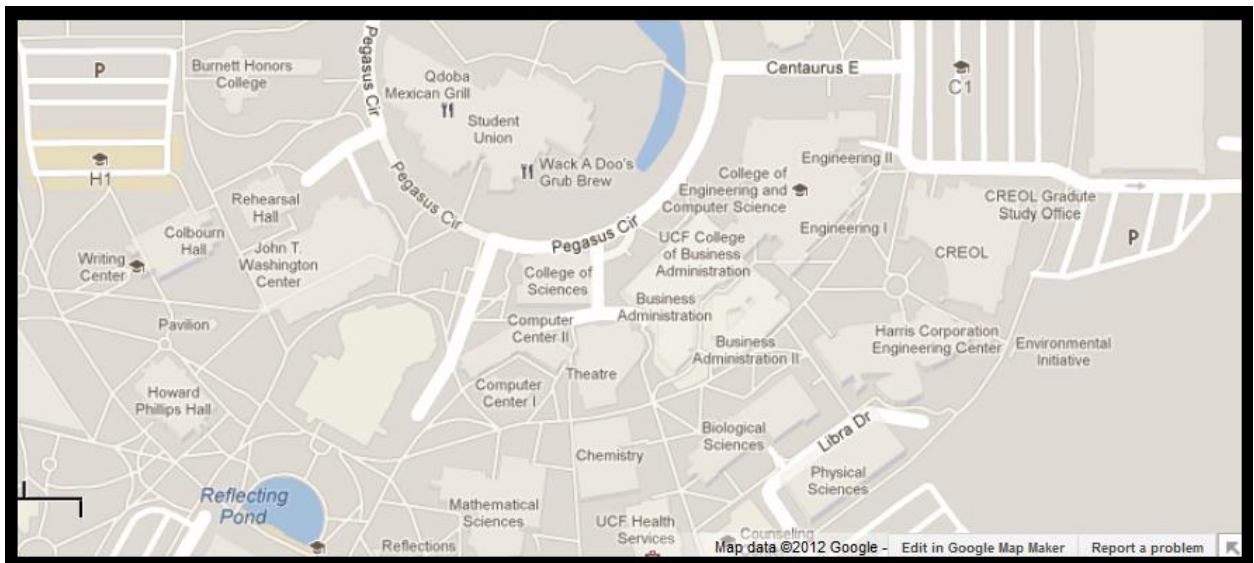 P
Burnett Honors
College
Pegasus Cir
Qdoba
Mexican Grill
Student
Union
Wack A Doo's
Grub Brew
Centaurus E
C1
H1
Pegasus Cir
Rehearsal
Hall
Colbourn
Hall
Writing
Center
John T.
Washington
Center
Pegasus Cir
College of
Engineering and
Computer Science
Engineering II
Engineering I
CREOL Gradute
Study Office
P
CREOL
UCF College
of Business
Administration
College of
Sciences
Business
Administration
Computer
Center II
Pavilion
Business
Administration II
Harris Corporation
Engineering Center
Environmental
Initiative
Theatre
Computer
Center I
Howard
Phillips Hall
Biological
Sciences
Libra Dr
Chemistry
Physical
Sciences
Reflecting
Pond
Mathematical
Sciences
UCF Health
Services
Counseling
Reflections
Map data ©2012 Google -
Edit in Google Map Maker
Report a problem